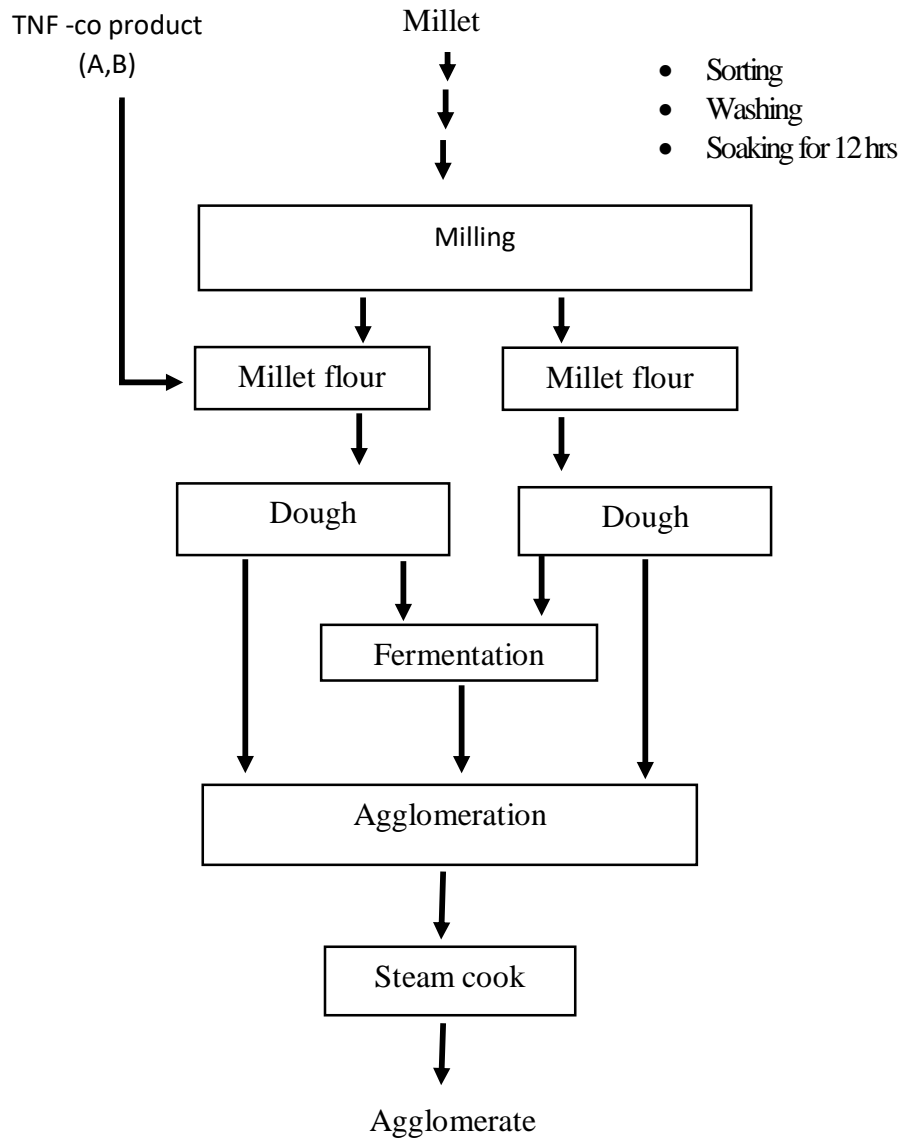 TNF -co product
(A,B)
Millet
• Sorting
• Washing
• Soaking for 12 hrs
Milling
Millet flour
Millet flour
Dough
Dough
Fermentation
Agglomeration
Steam cook
Agglomerate